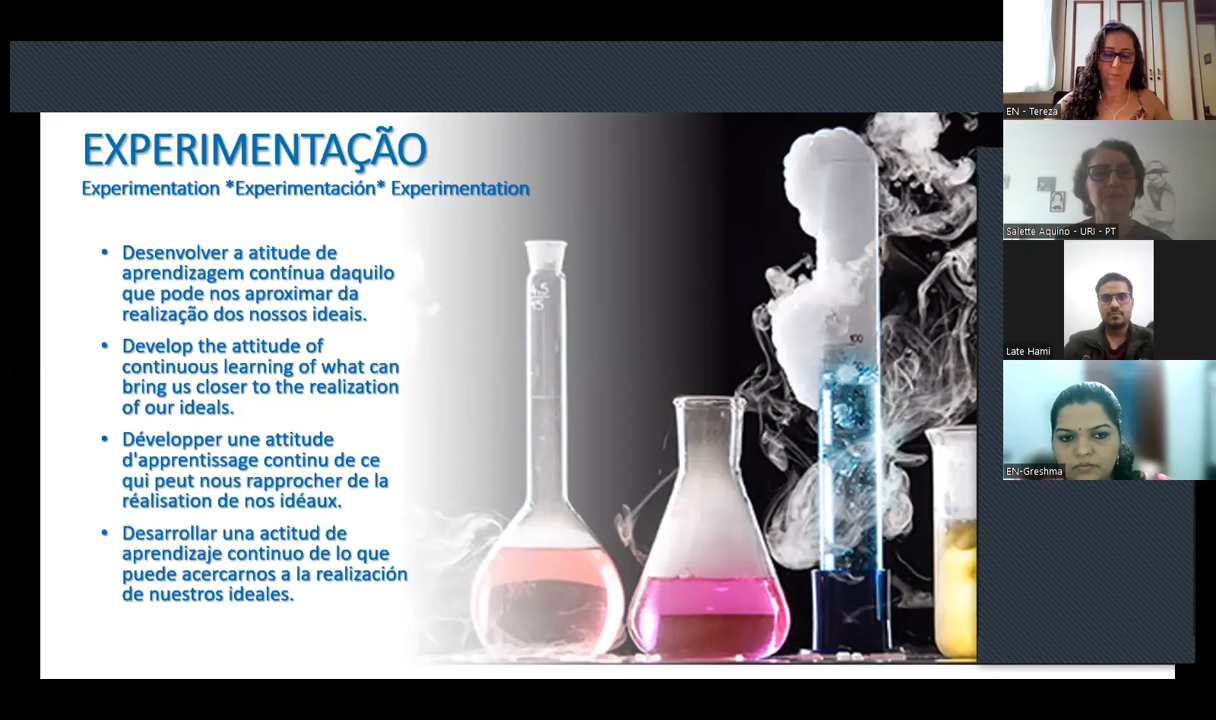 EXPERIMENTAÇÃO
Experimentation *Experimentación* Experimentation
• Desenvolver a atitude de
aprendizagem contínua daquilo
que pode nos aproximar da
realização dos nossos ideais.
• Develop the attitude of
continuous learning of what can
bring us closer to the realization
of our ideals.
• Développer une attitude
d'apprentissage continu de ce
qui peut nous rapprocher de la
réalisation de nos idéaux.
• Desarrollar una actitud de
aprendizaje continuo de lo que
puede acercarnos a la realización
de nuestros ideales.
100
EN - Tereza
Salette Aquino - URI - PT
Late Hami
EN-Greshma